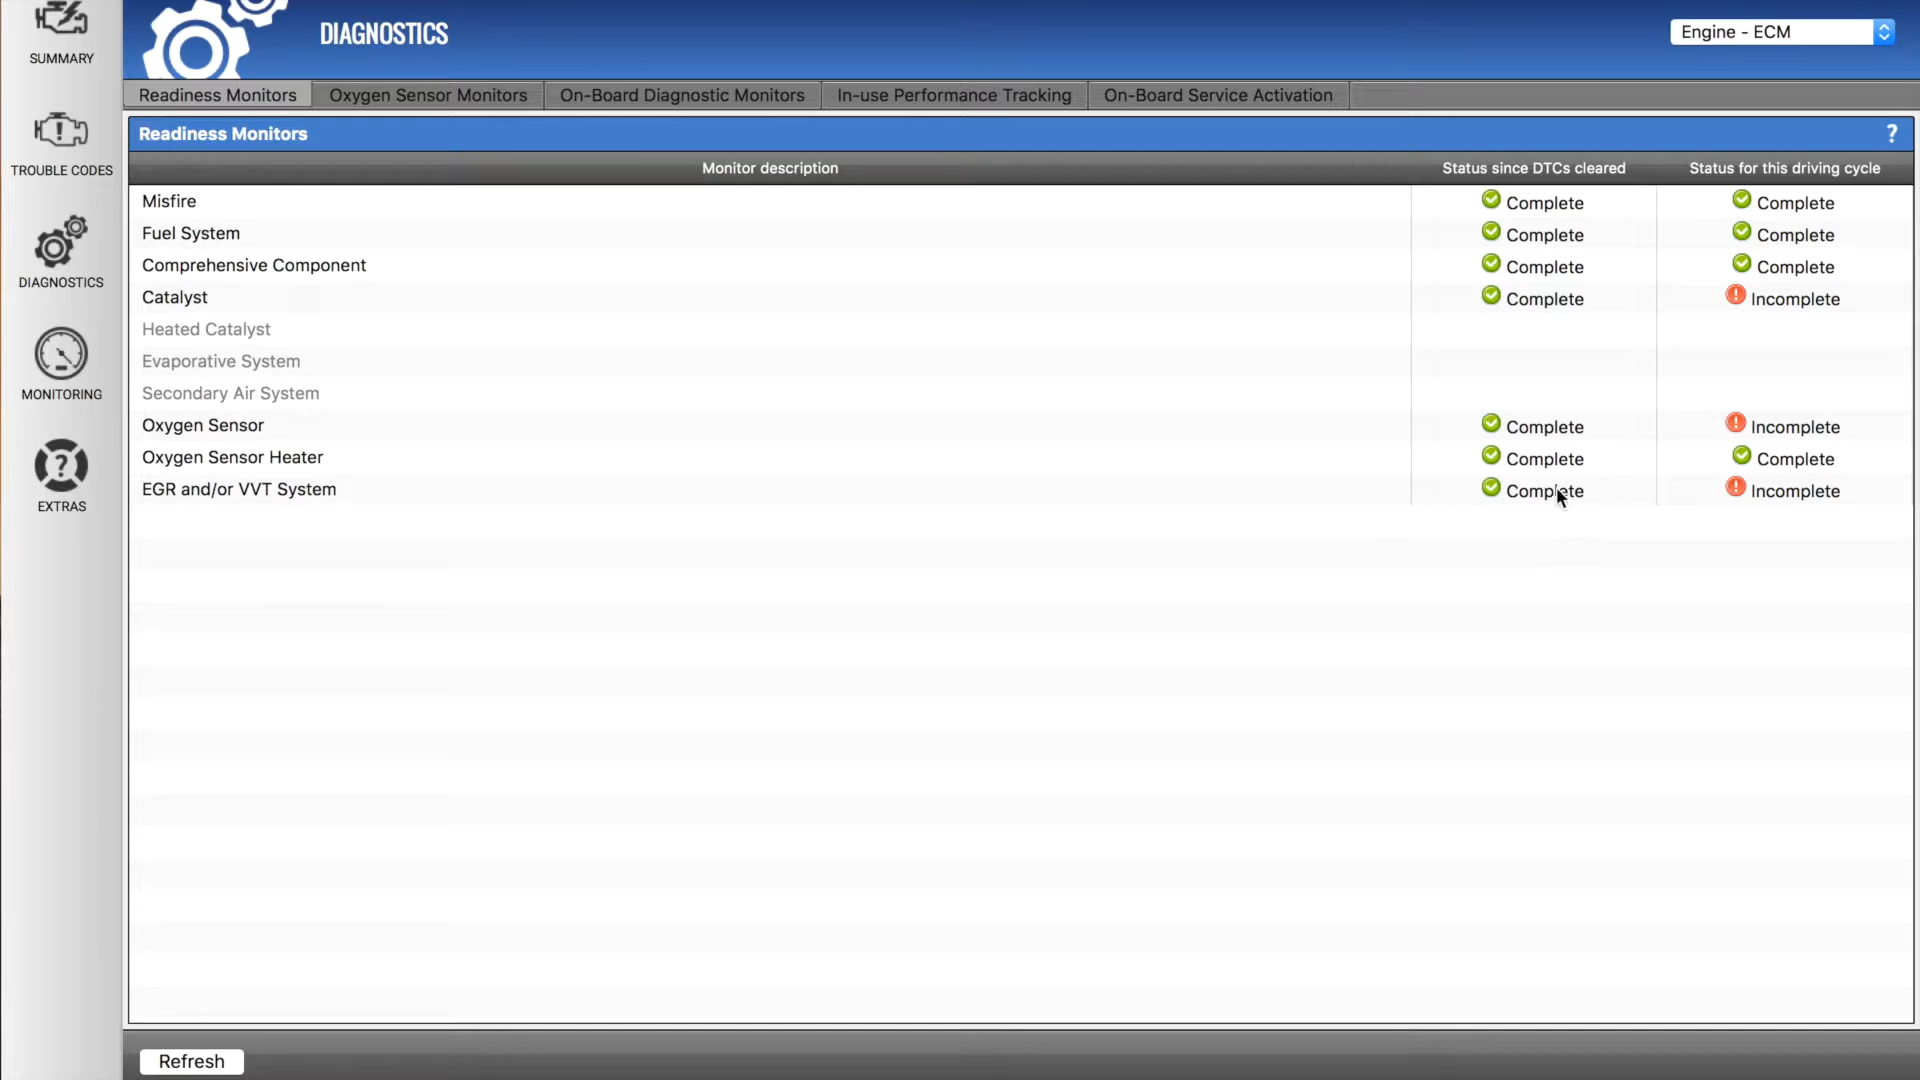 DIAGNOSTICS
Engine - ECM
SUMMARY
TROUBLE CODES
DIAGNOSTICS
MONITORING
EXTRAS
Readiness Monitors Oxygen Sensor Monitors On-Board Diagnostic Monitors In-use Performance Tracking On-Board Service Activation
Readiness Monitors ?
Monitor description Status since DTCs cleared Status for this driving cycle
Misfire Complete Complete
Fuel System Complete Complete
Comprehensive Component Complete Complete
Catalyst Complete Incomplete
Heated Catalyst
Evaporative System
Secondary Air System
Oxygen Sensor Complete Incomplete
Oxygen Sensor Heater Complete Complete
EGR and/or VVT System Complete Incomplete
Refresh